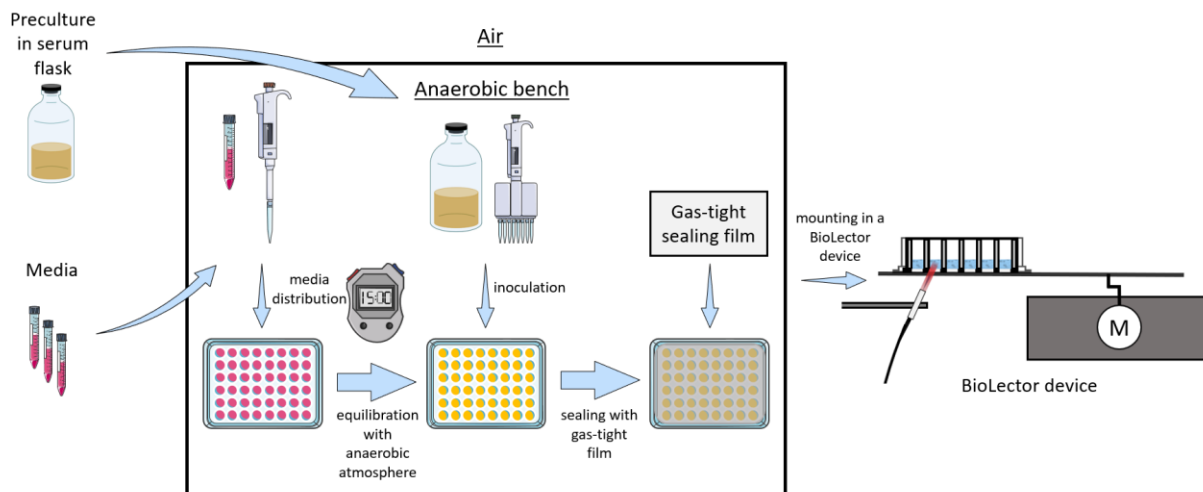 Preculture
in serum
flask
Air
Anaerobic bench
Media
media
distribution
15:00
inoculation
Gas-tight
sealing film
mounting in a
BioLector
device
equilibration
with
anaerobic
atmosphere
sealing with
gas-tight
film
M
BioLector device